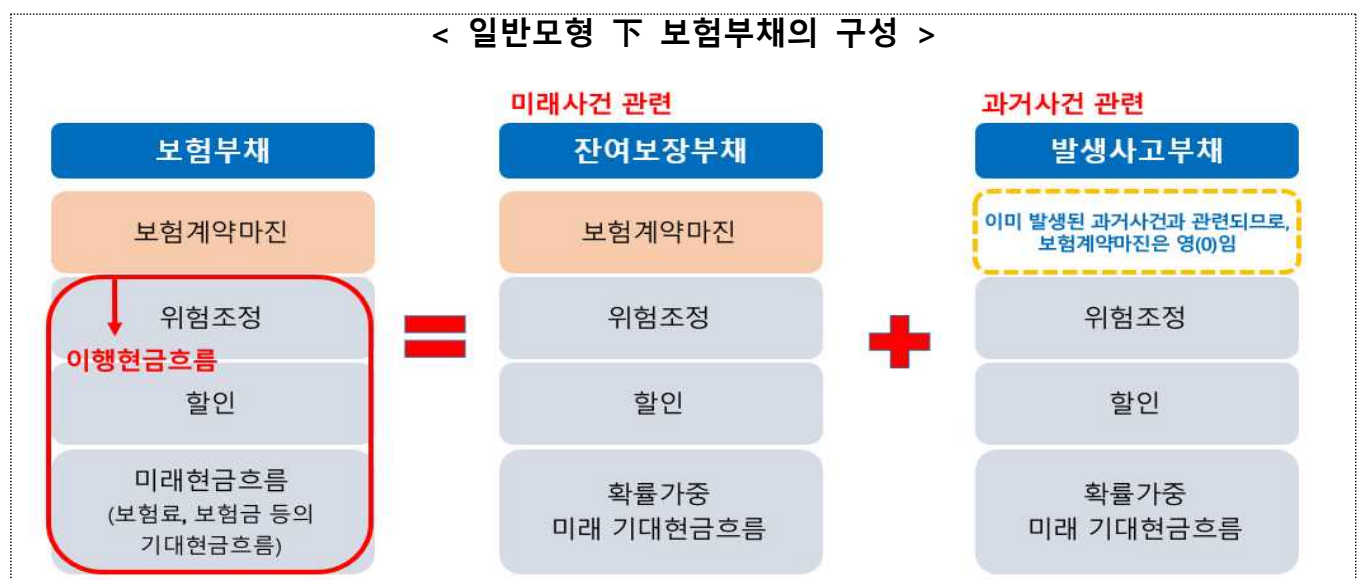 < 일반모형 下 보험부채의 구성 >
미래사건 관련
과거사건 관련
보험부채
잔여보장부채
발생사고부채
보험계약마진
보험계약마진
이미 발생된 과거사건과 관련되므로,
보험계약마진은 영(0)임
위험조정
위험조정
위험조정
이행현금흐름
할인
할인
할인
미래현금흐름
(보험료, 보험금 등의
기대현금흐름)
확률가중
미래 기대현금흐름
확률가중
미래 기대현금흐름